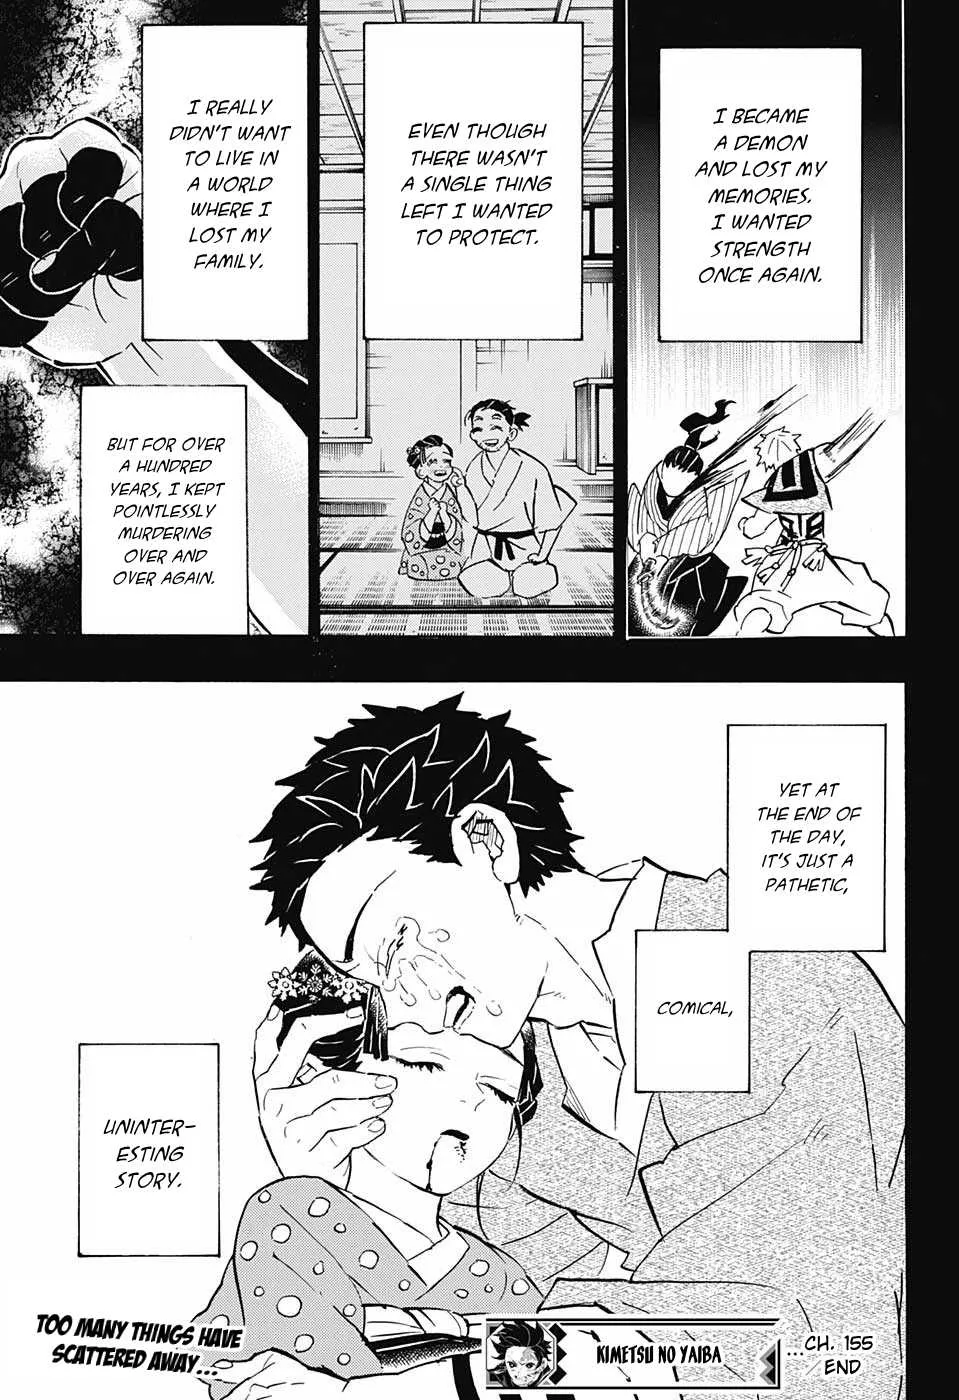 I BECAME
A DEMON
AND LOST MY
MEMORIES.
I WANTED
STRENGTH
ONCE AGAIN.
EVEN THOUGH
THERE WASN'T
A SINGLE THING
LEFT I WANTED
TO PROTECT.
I REALLY
DIDN'T WANT
TO LIVE IN
A WORLD
WHERE I
LOST MY
FAMILY.
BUT FOR OVER
A HUNDRED
YEARS, I KEPT
POINTLESSLY
MURDERING
OVER AND
OVER AGAIN.
YET AT
THE END OF
THE DAY,
IT'S JUST A
PATHETIC,
COMICAL,
UNINTER-
ESTING
STORY.
TOO MANY THINGS HAVE
SCATTERED AWAY...
KIMETSU NO YAIBA
...CH. 155
END